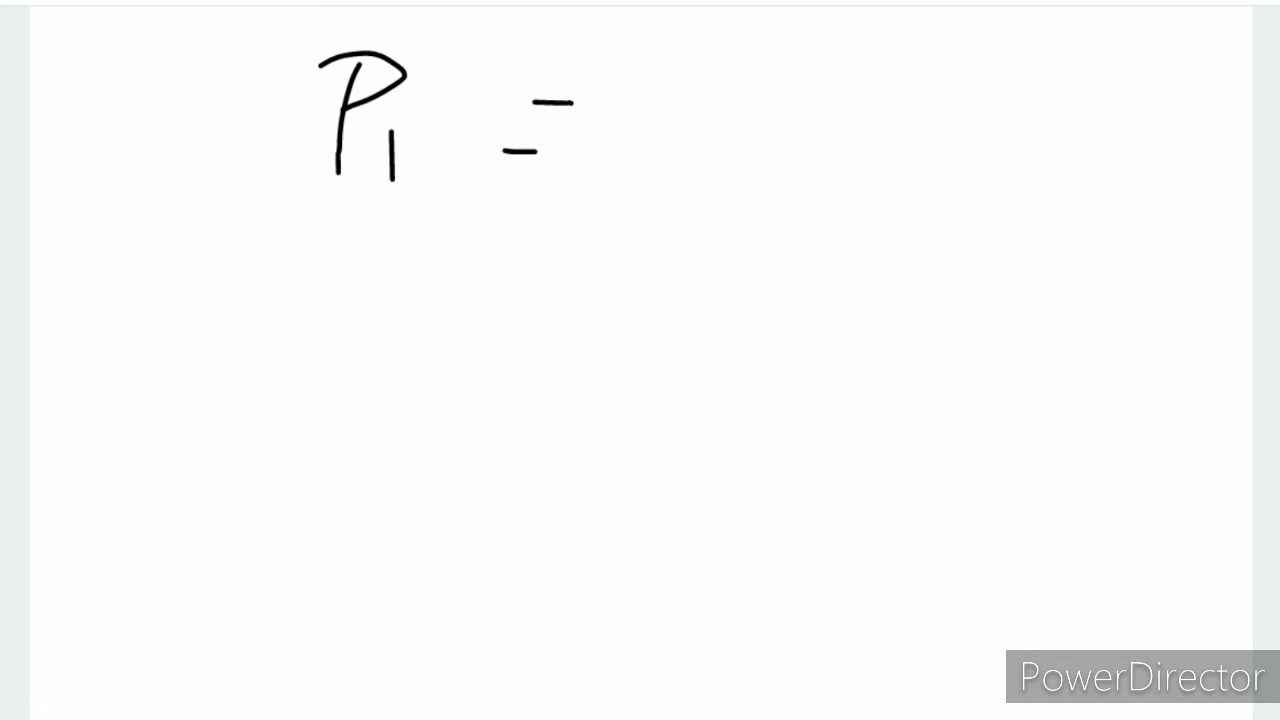 P₁ =
PowerDirector